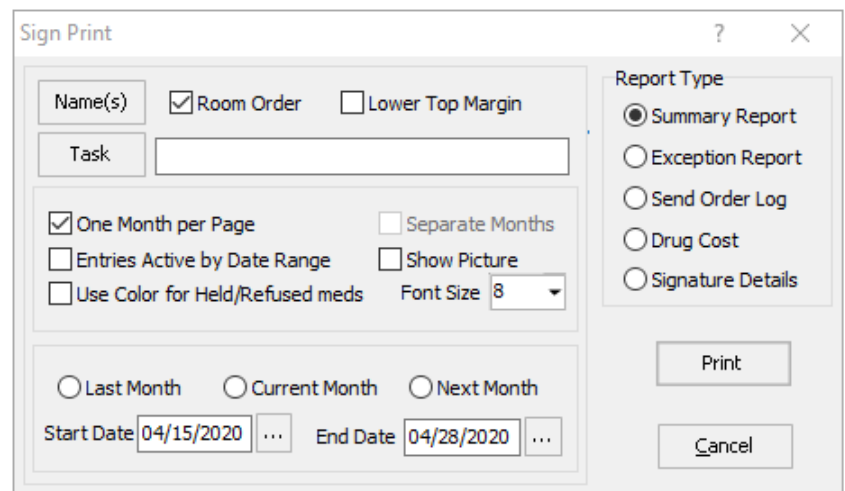 Sign Print ?
Name(s) Room Order Lower Top Margin
Task
One Month per Page Separate Months
Entries Active by Date Range Show Picture
Use Color for Held/Refused meds Font Size 8
Last Month Current Month Next Month
Start Date 04/15/2020 ... End Date 04/28/2020 ...
Report Type
Summary Report
Exception Report
Send Order Log
Drug Cost
Signature Details
Print
Cancel